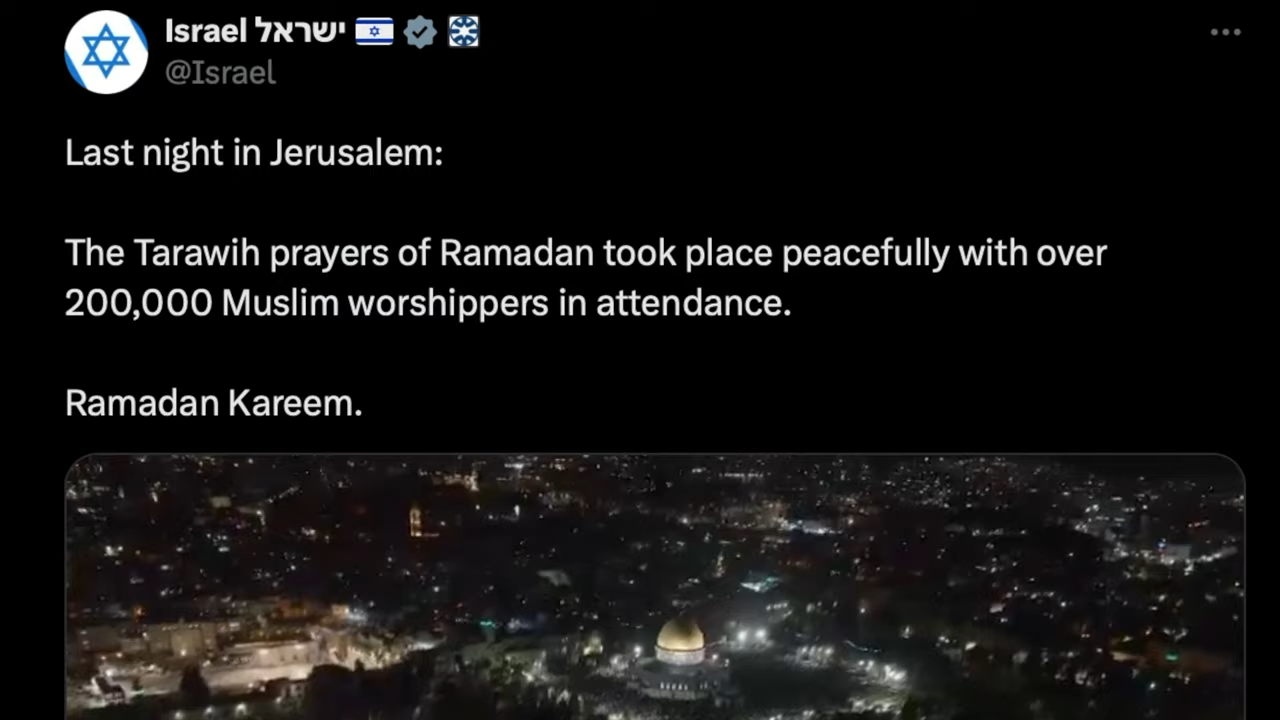 Israel ישראל
@Israel
Last night in Jerusalem:
The Tarawih prayers of Ramadan took place peacefully with over
200,000 Muslim worshippers in attendance.
Ramadan Kareem.